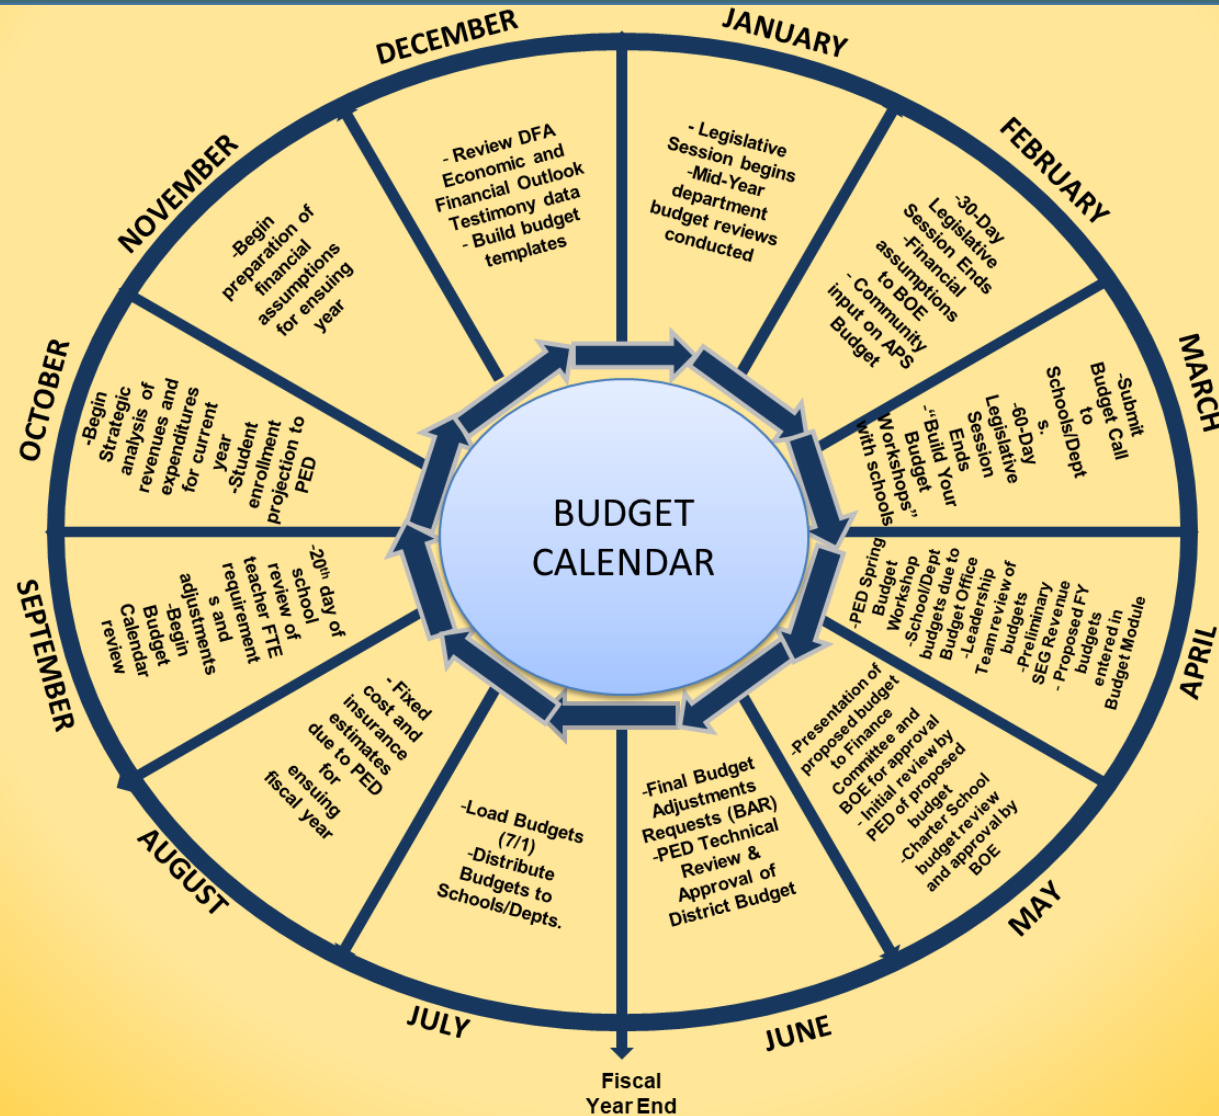 BUDGET
CALENDAR
JANUARY
- Legislative
Session begins
-Mid-Year
department
budget reviews
conducted
FEBRUARY
-30-Day
Legislative
Session Ends
-Financial
assumptions
to BOE
- Community
input on APS
Budget
MARCH
-Submit
Budget Call
to
Schools/Dept
s.
-60-Day
Legislative
Session
Ends
-“Build Your
Budget
Workshops”
with schools
APRIL
-PED Spring
Budget
Workshop
-School/Dept
budgets due to
Budget Office
-Leadership
Team review of
budgets
-Preliminary
SEG Revenue
- Proposed FY
budgets
entered in
Budget Module
MAY
-Presentation of
proposed budget
to Finance
Committee and
BOE for approval
- Initial review by
PED of proposed
budget
-Charter School
budget review
and approval by
BOE
JUNE
-Final Budget
Adjustments
Requests (BAR)
-PED Technical
Review &
Approval of
District Budget
Fiscal
Year End
JULY
-Load Budgets
(7/1)
-Distribute
Budgets to
Schools/Depts.
AUGUST
- Fixed
cost and
insurance
estimates
due to PED
for
ensuing
fiscal year
SEPTEMBER
-20th day of
school
review of
teacher FTE
requirement
s and
adjustments
-Begin
Budget
Calendar
review
OCTOBER
-Begin
Strategic
analysis of
revenues and
expenditures
for current
year
-Student
enrollment
projection to
PED
NOVEMBER
-Begin
preparation of
financial
assumptions
for ensuing
year
DECEMBER
- Review DFA
Economic and
Financial Outlook
Testimony data
- Build budget
templates